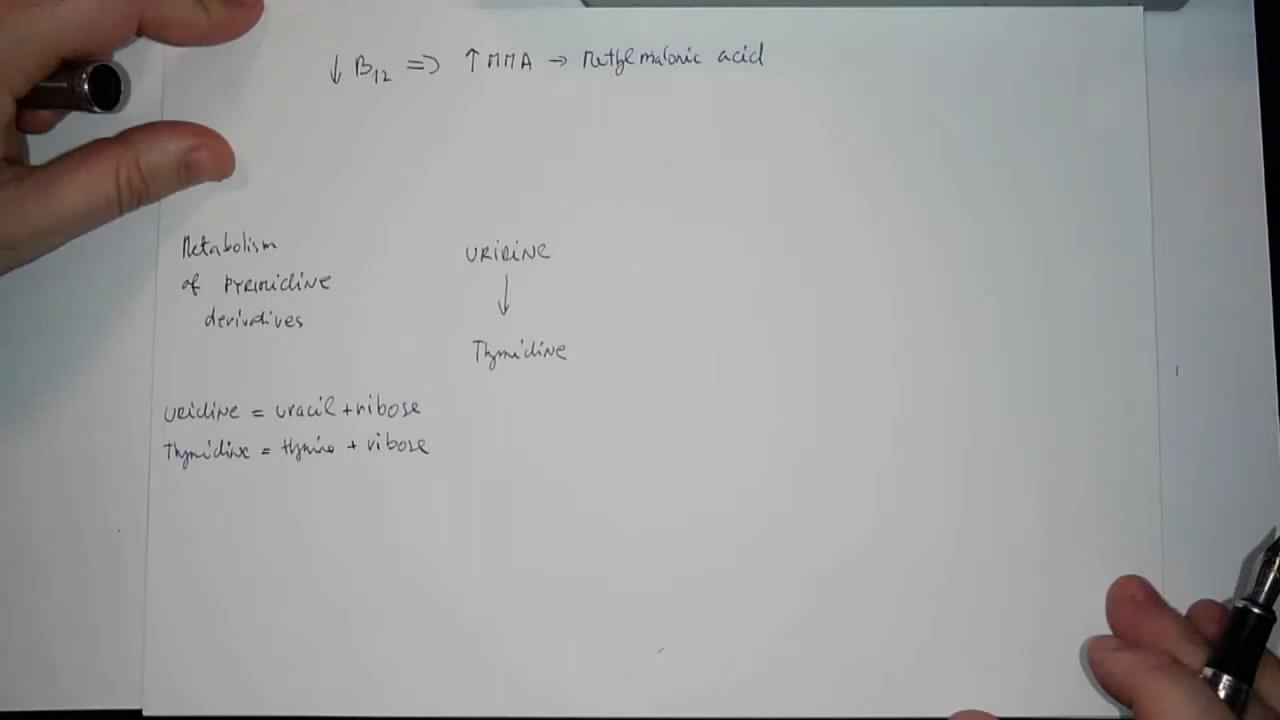 ↓ B12 => ↑ MMA → Methylmalonic acid
Metabolism
of pyrimidine
derivatives
URIDINE
↓
Thymidine
uridine = uracil + ribose
Thymidine = thymine + ribose